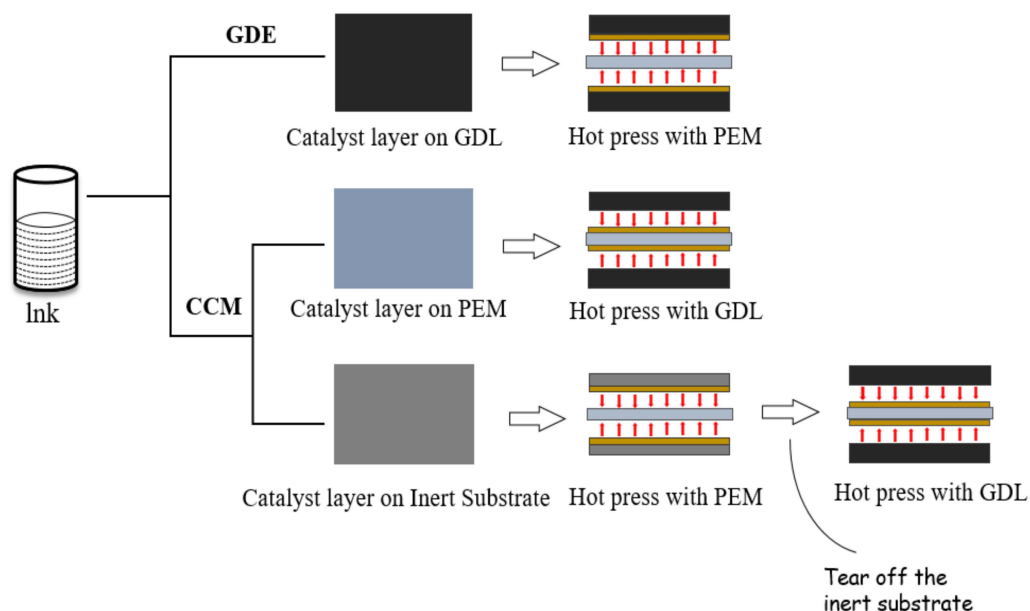 GDE
Catalyst layer on GDL
Hot press with PEM
lnk
CCM
Catalyst layer on PEM
Hot press with GDL
Catalyst layer on Inert Substrate
Hot press with PEM
Hot press with GDL
Tear off the
inert substrate